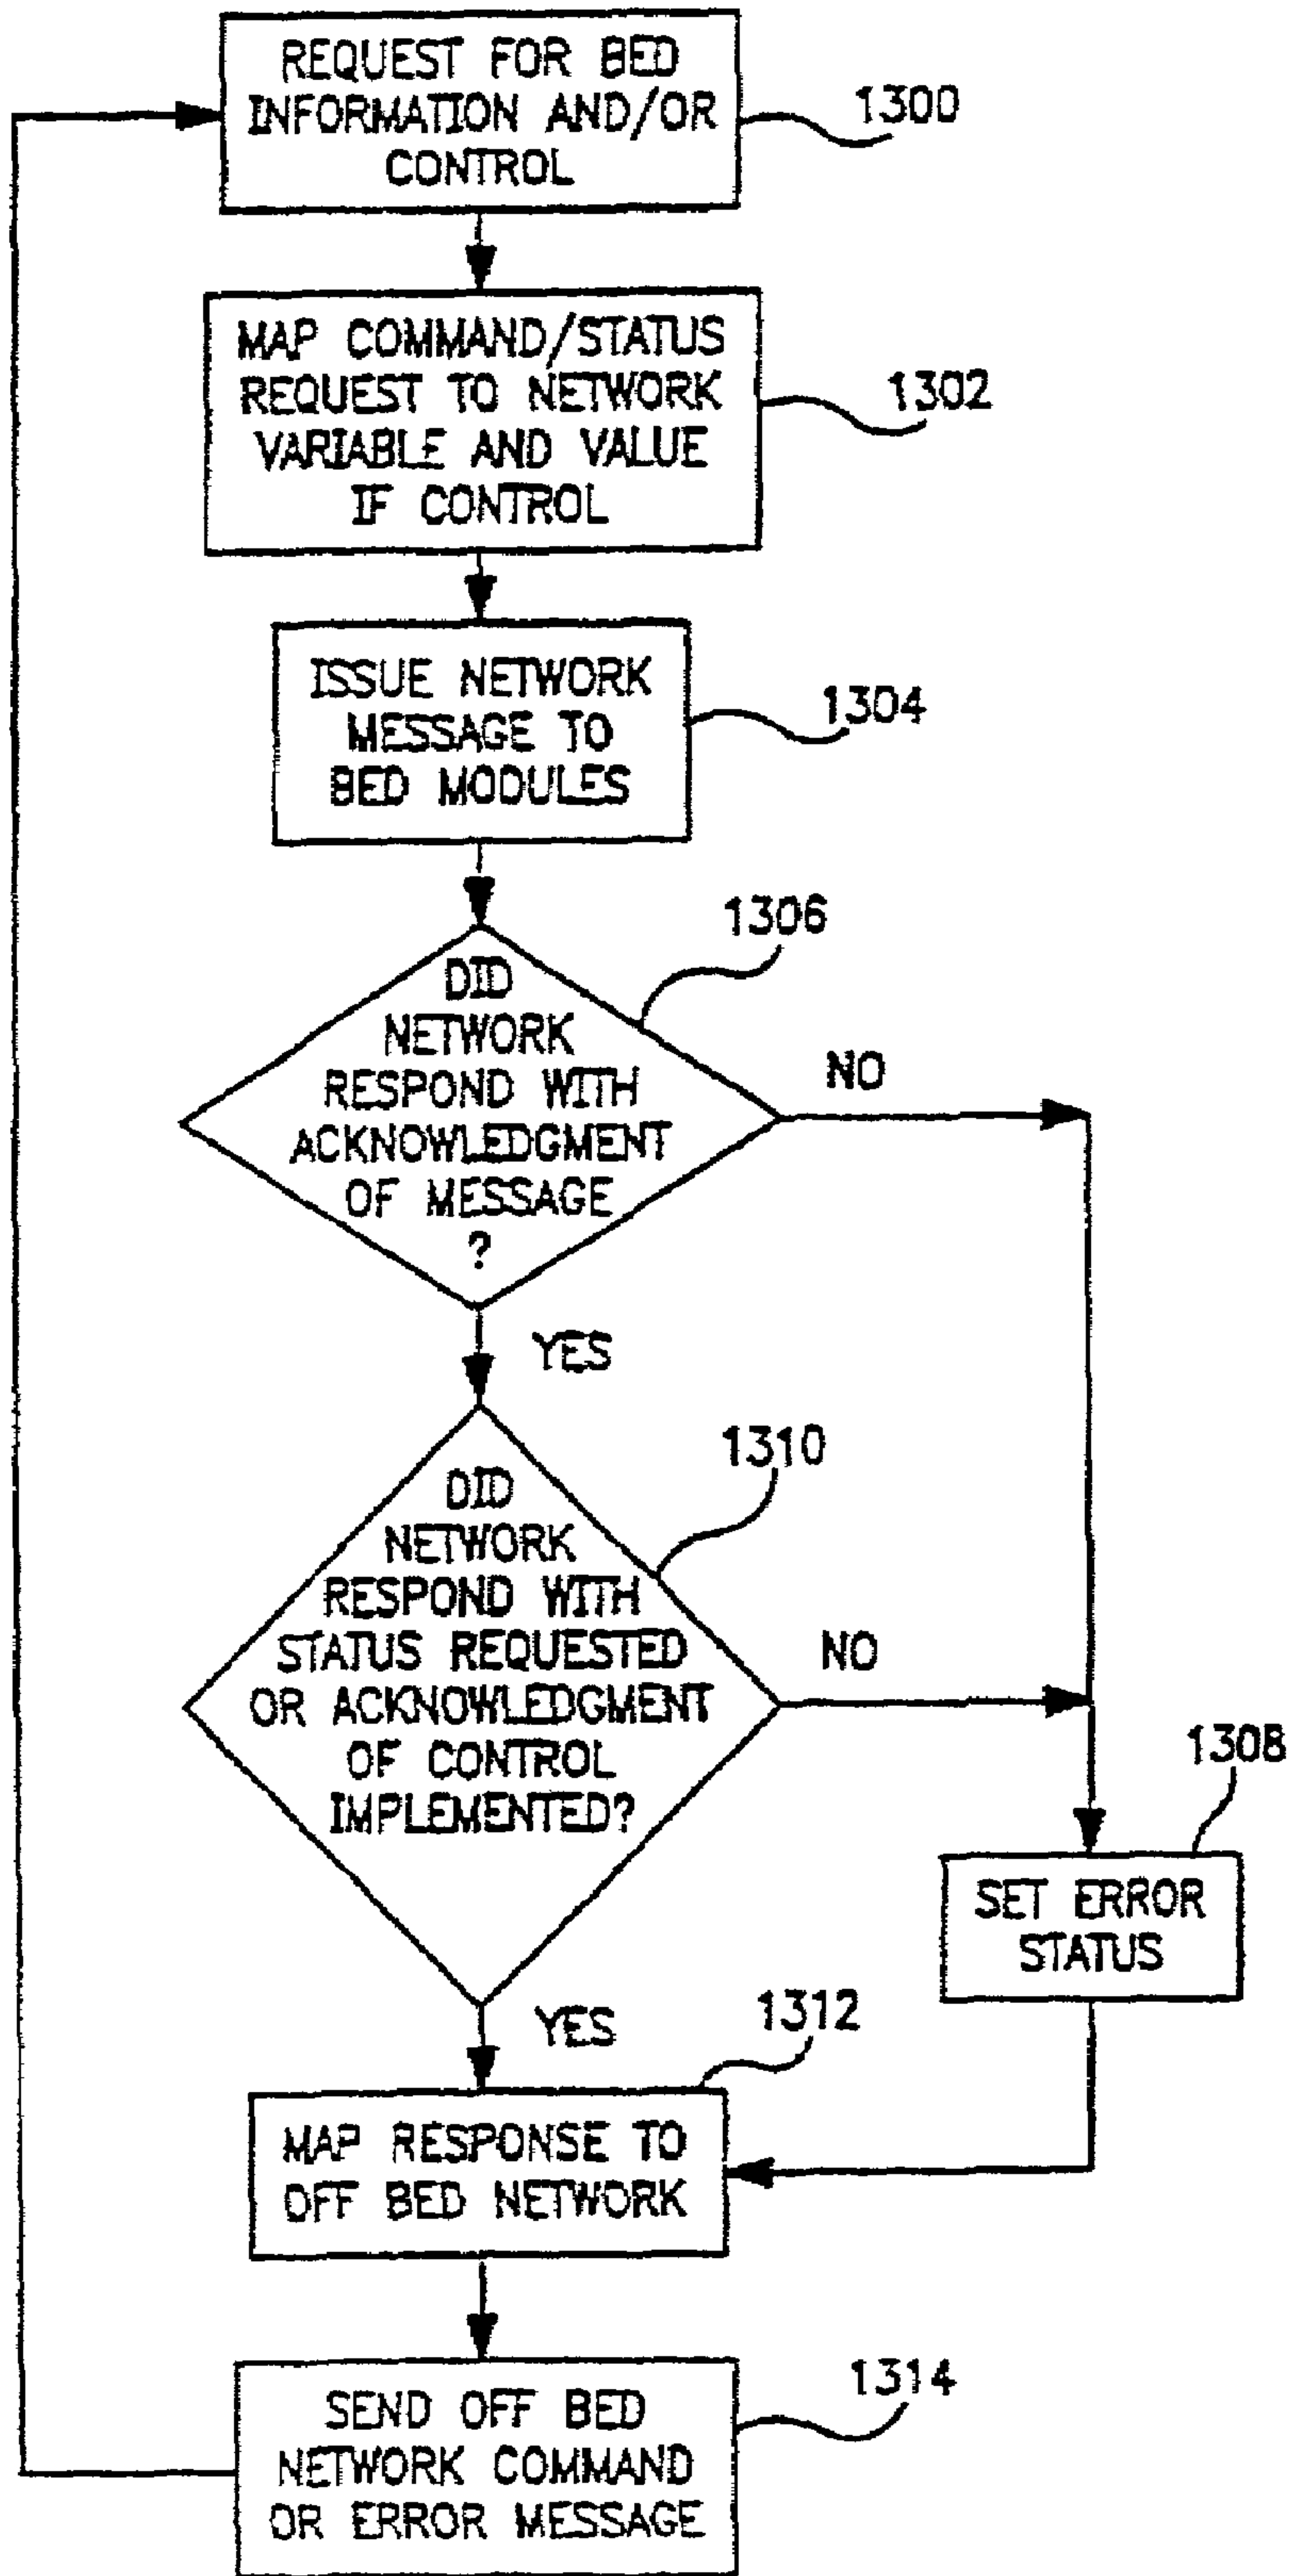 REQUEST FOR BED
INFORMATION AND/OR
CONTROL
1300
MAP COMMAND/STATUS
REQUEST TO NETWORK
VARIABLE AND VALUE
IF CONTROL
1302
ISSUE NETWORK
MESSAGE TO
BED MODULES
1304
1306
DID
NETWORK
RESPOND WITH
ACKNOWLEDGMENT
OF MESSAGE
?
NO
YES
1310
DID
NETWORK
RESPOND WITH
STATUS REQUESTED
OR ACKNOWLEDGMENT
OF CONTROL
IMPLEMENTED?
NO
1308
SET ERROR
STATUS
YES
1312
MAP RESPONSE TO
OFF BED NETWORK
1314
SEND OFF BED
NETWORK COMMAND
OR ERROR MESSAGE